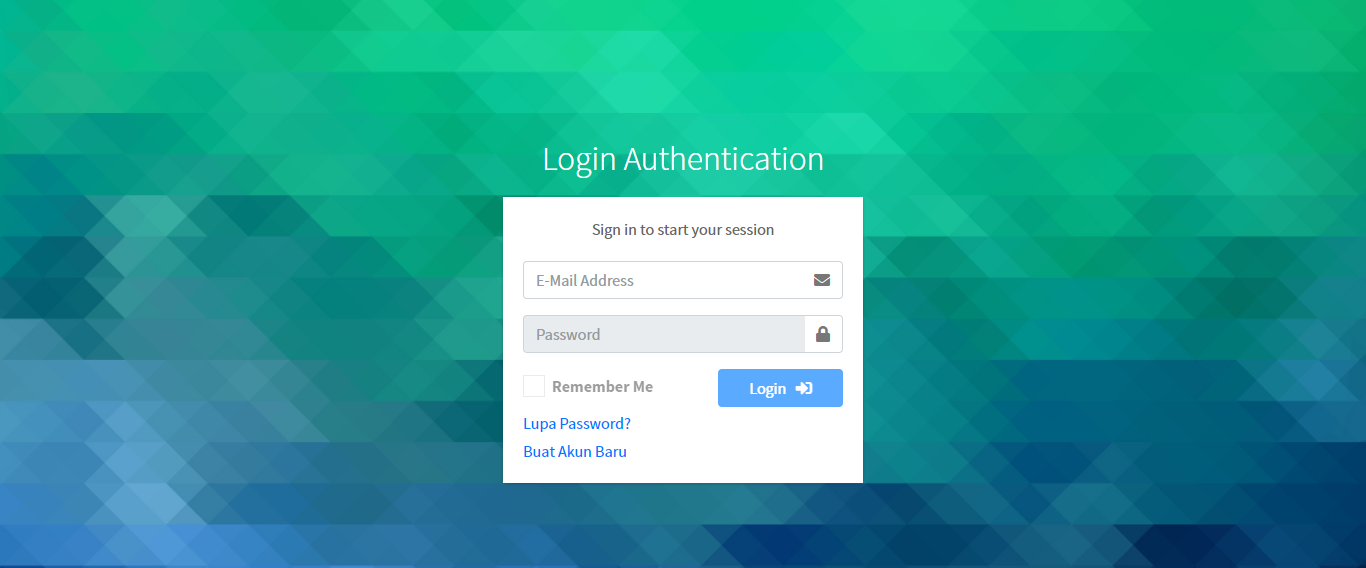 Login Authentication
Sign in to start your session
E-Mail Address
Password
Remember Me
Login
Lupa Password?
Buat Akun Baru